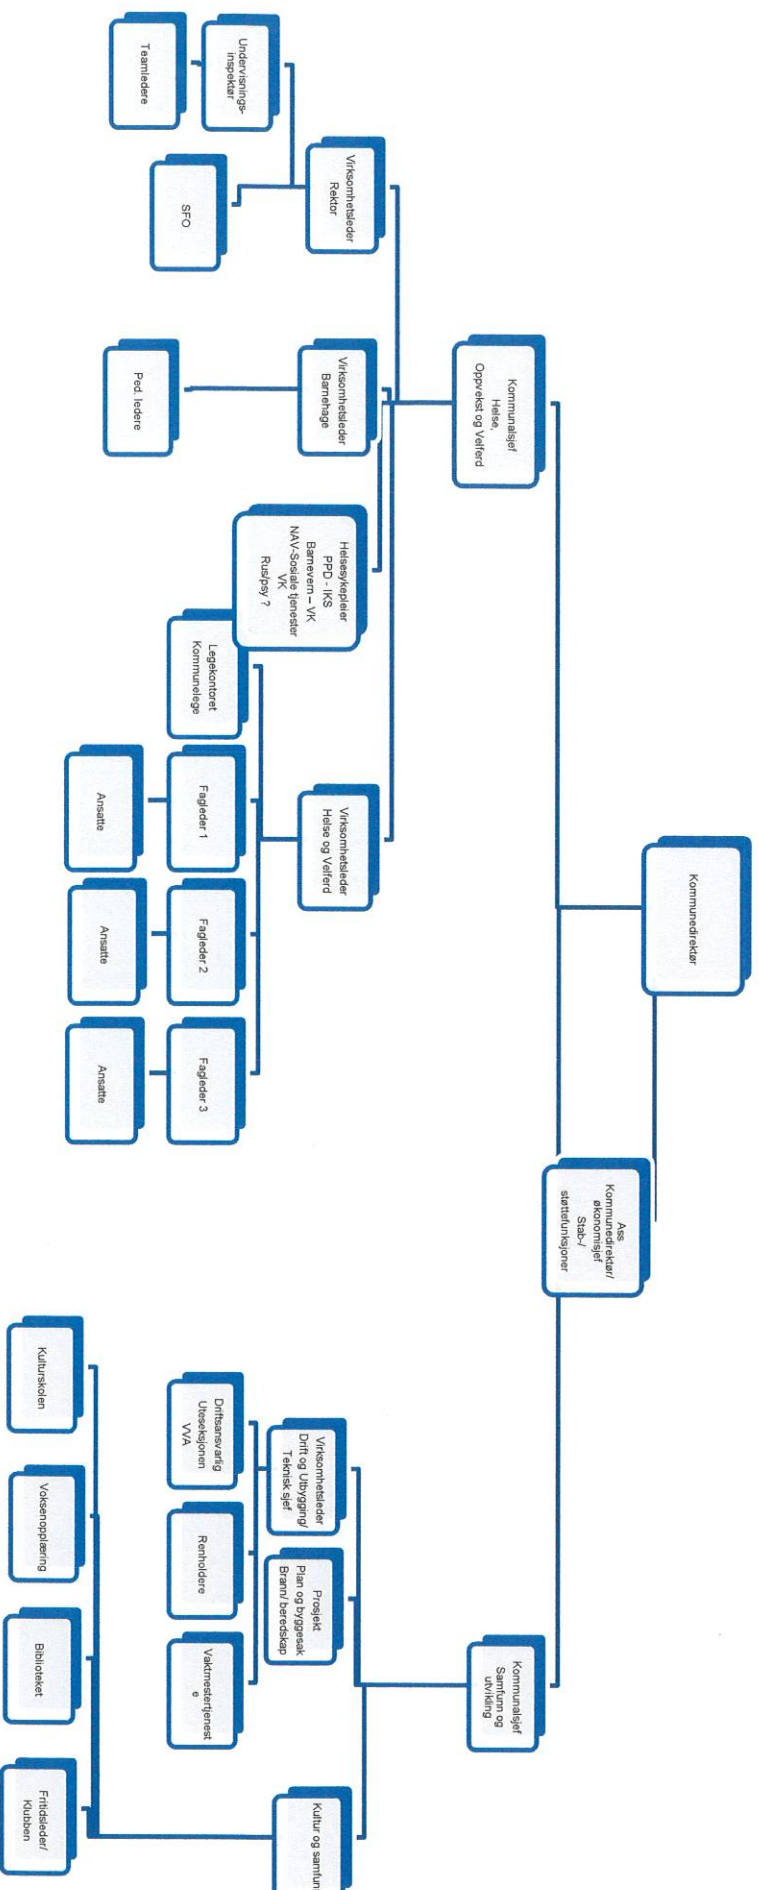 Kommunedirektør
Ass
Kommunedirektør/
økonomisjef
Stab-/
støttefunksjoner
Kommunalsjef
Helse,
Oppvekst og Velferd
Kommunalsjef
Samfunn og
utvikling
Virksomhetsleder
Rektor
Virksomhetsleder
Barnehage
Helsesykepleier
PPD - IKS
Barnevern – VK
NAV-Sosiale tjenester
VK
Rus/psy ?
Virksomhetsleder
Helse og Velferd
Virksomhetsleder
Drift og Utbygging/
Teknisk sjef
Prosjekt
Plan og byggesak
Brann/ beredskap
Kultur og samfunn
Undervisnings-
inspektør
SFO
Teamledere
Ped. ledere
Legekontoret
Kommunelege
Fagleder 1
Fagleder 2
Fagleder 3
Ansatte
Ansatte
Ansatte
Driftsansvarlig
Uteseksjonen
VVA
Renholdere
Vaktmestertjenest
e
Kulturskolen
Voksenopplæring
Biblioteket
Fritidsleder/
Klubben